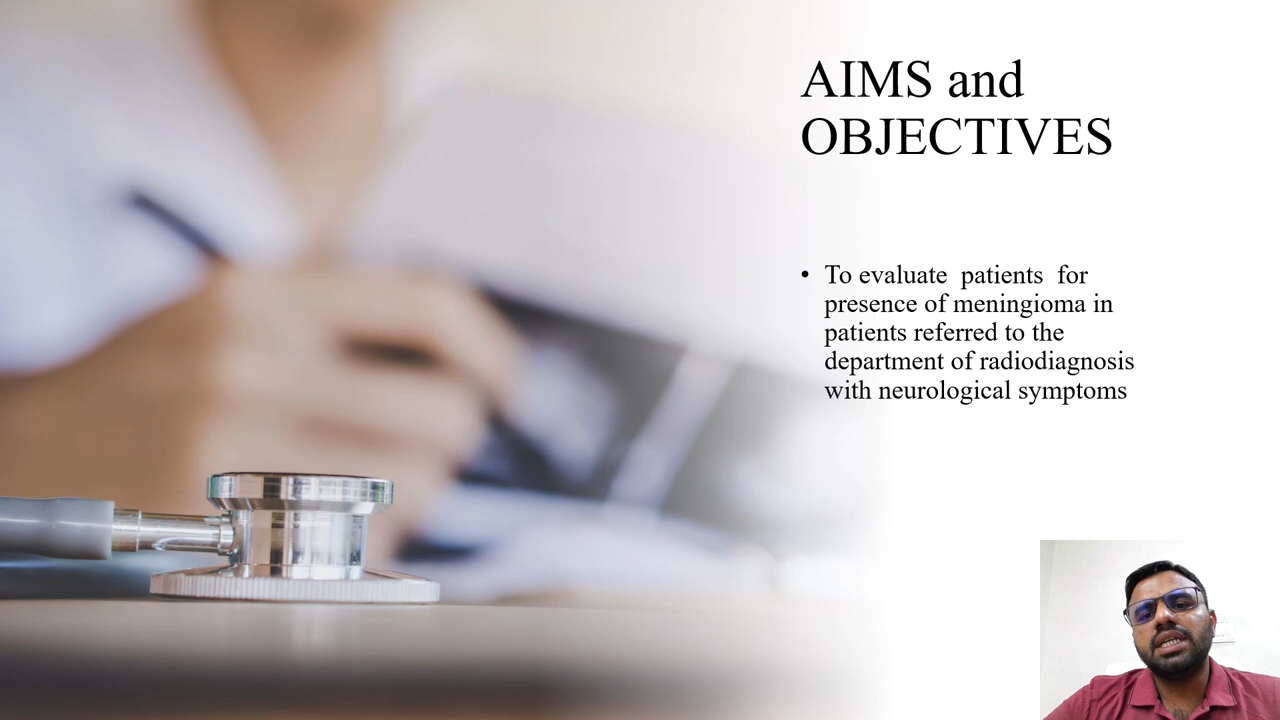 AIMS and
OBJECTIVES
• To evaluate patients for
presence of meningioma in
patients referred to the
department of radiodiagnosis
with neurological symptoms